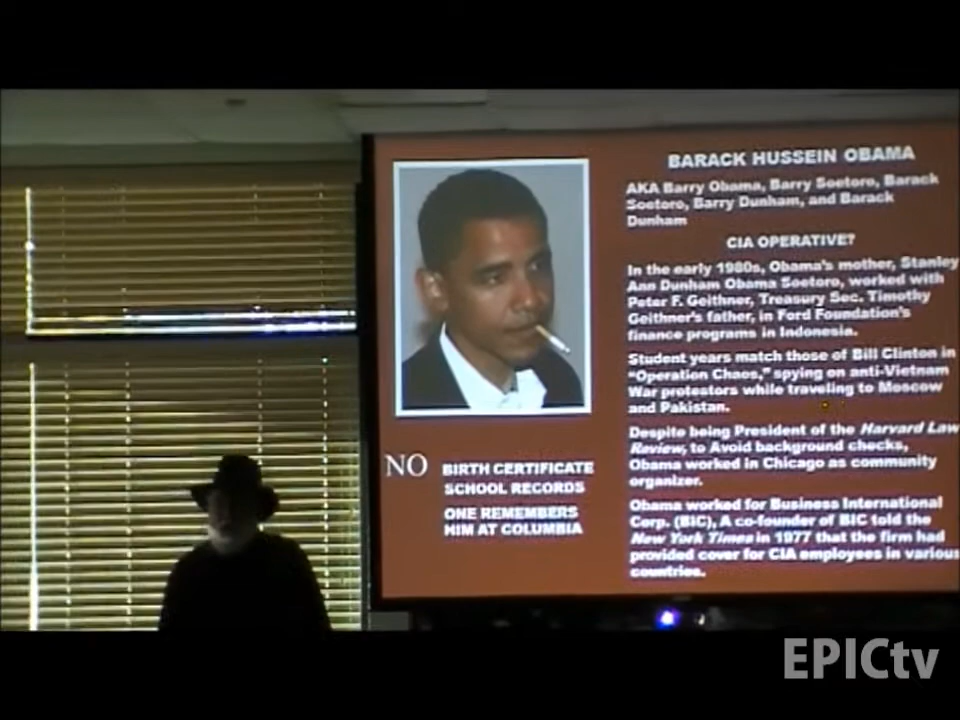 BARACK HUSSEIN OBAMA
AKA Barry Obama, Barry Soetoro, Barack
Soetoro, Barry Dunham, and Barack
Dunham
CIA OPERATIVE?
In the early 1980s, Obama's mother, Stanley
Ann Dunham Obama Soetoro, worked with
Peter F. Geithner, Treasury Sec. Timothy
Geithner's father, in Ford Foundation's
finance programs in Indonesia.
Student years match those of Bill Clinton in
"Operation Chaos," spying on anti-Vietnam
War protestors while traveling to Moscow
and Pakistan.
Despite being President of the Harvard Law
Review, to Avoid background checks,
Obama worked in Chicago as community
organizer.
Obama worked for Business International
Corp. (BIC), A co-founder of BIC told the
New York Times in 1977 that the firm had
provided cover for CIA employees in various
countries.
NO BIRTH CERTIFICATE
SCHOOL RECORDS
ONE REMEMBERS
HIM AT COLUMBIA
EPICtv